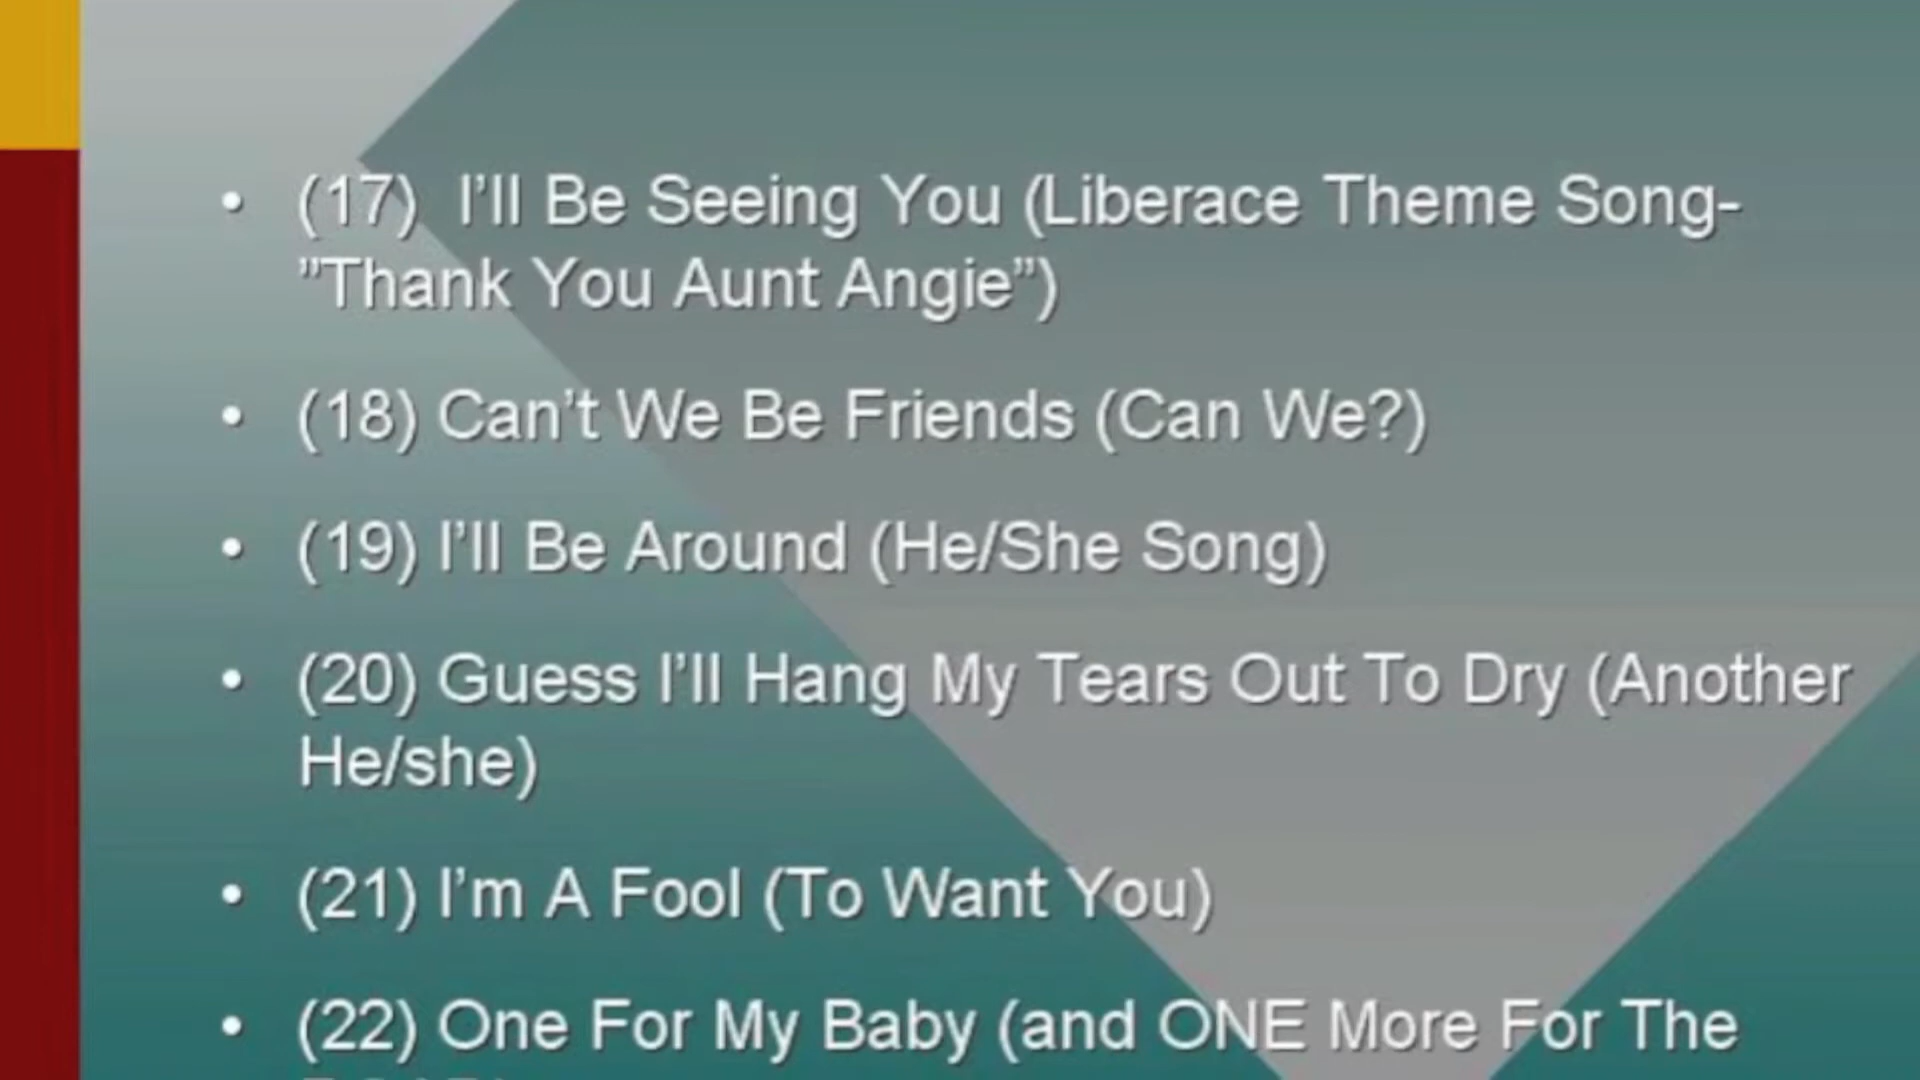 • (17)  I’ll Be Seeing You (Liberace Theme Song-
”Thank You Aunt Angie”)
• (18) Can’t We Be Friends (Can We?)
• (19) I’ll Be Around (He/She Song)
• (20) Guess I’ll Hang My Tears Out To Dry (Another
He/she)
• (21) I’m A Fool (To Want You)
• (22) One For My Baby (and ONE More For The